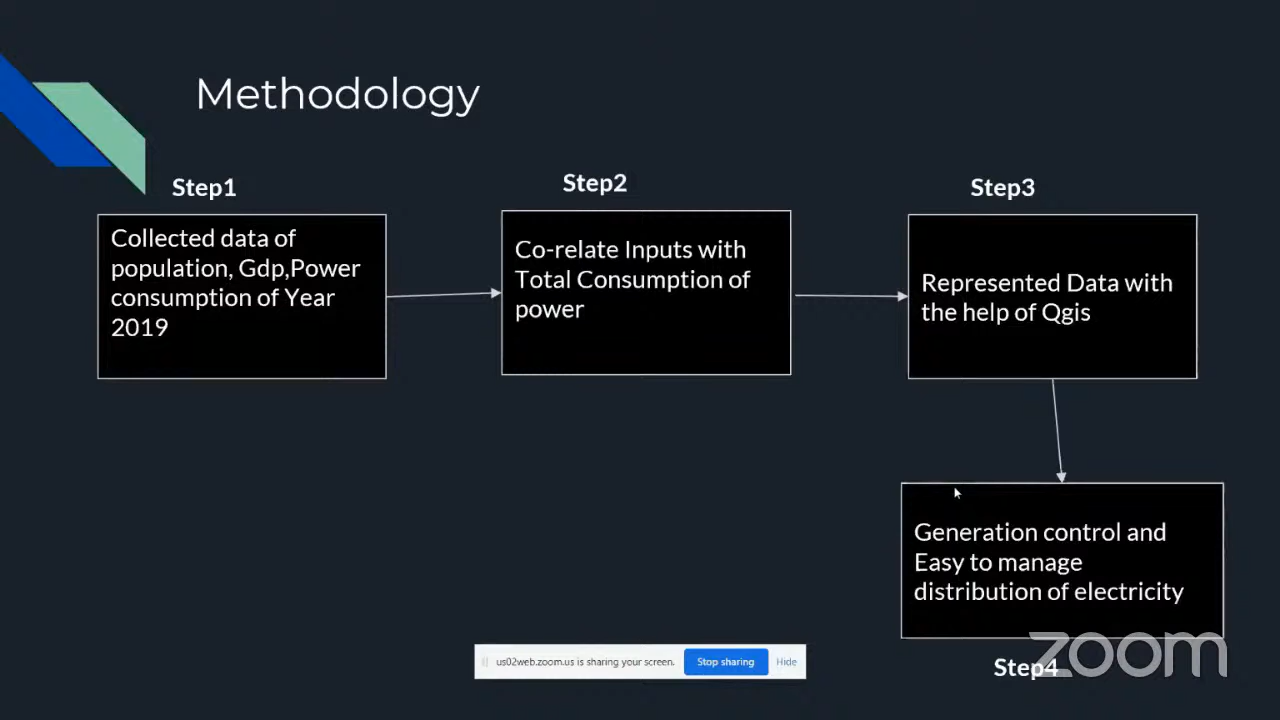 Methodology
Step1
Step2
Step3
Collected data of
population, Gdp,Power
consumption of Year
2019
Co-relate Inputs with
Total Consumption of
power
Represented Data with
the help of Qgis
Generation control and
Easy to manage
distribution of electricity
Step4
us02web.zoom.us is sharing your screen.
Stop sharing
Hide
zoom